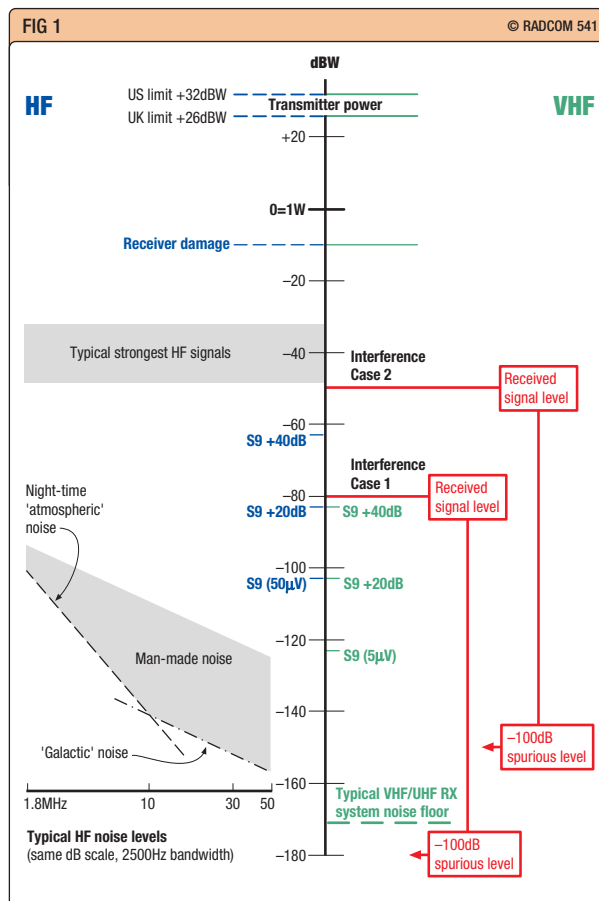 FIG 1
© RADCOM 541
dBW
HF
VHF
US limit +32dBW
Transmitter power
UK limit +26dBW
+20
0=1W
Receiver damage
−20
Typical strongest HF signals
−40
Interference
Case 2
Received
signal level
−60
S9 +40dB
Night-time
'atmospheric'
noise
Interference
Case 1
Received
signal level
−80
S9 +20dB
S9 +40dB
−100
S9 (50µV)
S9 +20dB
−120
Man-made noise
S9 (5µV)
−140
'Galactic' noise
−100dB
spurious level
−160
1.8MHz
10
30
50
Typical VHF/UHF RX
system noise floor
Typical HF noise levels
(same dB scale, 2500Hz bandwidth)
−180
−100dB
spurious level